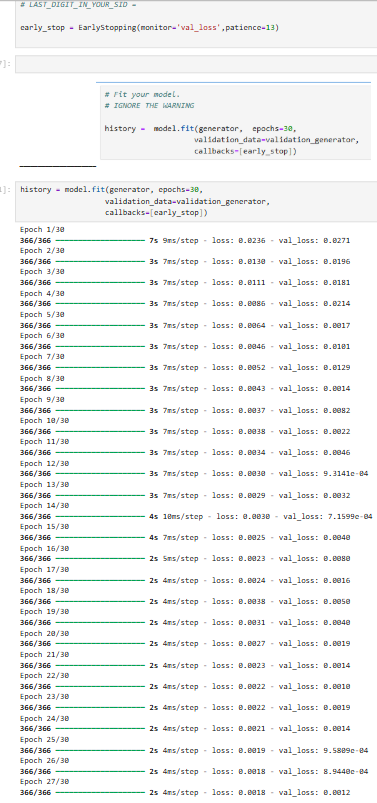 # LAST_DIGIT_IN_YOUR_SID =
early_stop = EarlyStopping(monitor='val_loss',patience=13)
]:
# Fit your model.
# IGNORE THE WARNING
history = model.fit(generator, epochs=30,
validation_data=validation_generator,
callbacks=[early_stop])
]:
history = model.fit(generator, epochs=30,
validation_data=validation_generator,
callbacks=[early_stop])
Epoch 1/30
366/366 7s 9ms/step - loss: 0.0236 - val_loss: 0.0271
Epoch 2/30
366/366 3s 7ms/step - loss: 0.0130 - val_loss: 0.0196
Epoch 3/30
366/366 3s 7ms/step - loss: 0.0111 - val_loss: 0.0181
Epoch 4/30
366/366 3s 7ms/step - loss: 0.0086 - val_loss: 0.0214
Epoch 5/30
366/366 3s 7ms/step - loss: 0.0064 - val_loss: 0.0017
Epoch 6/30
366/366 3s 7ms/step - loss: 0.0046 - val_loss: 0.0101
Epoch 7/30
366/366 3s 7ms/step - loss: 0.0052 - val_loss: 0.0129
Epoch 8/30
366/366 3s 7ms/step - loss: 0.0043 - val_loss: 0.0014
Epoch 9/30
366/366 3s 7ms/step - loss: 0.0037 - val_loss: 0.0082
Epoch 10/30
366/366 3s 7ms/step - loss: 0.0038 - val_loss: 0.0022
Epoch 11/30
366/366 3s 7ms/step - loss: 0.0034 - val_loss: 0.0046
Epoch 12/30
366/366 3s 7ms/step - loss: 0.0030 - val_loss: 9.3141e-04
Epoch 13/30
366/366 3s 7ms/step - loss: 0.0029 - val_loss: 0.0032
Epoch 14/30
366/366 4s 10ms/step - loss: 0.0030 - val_loss: 7.1599e-04
Epoch 15/30
366/366 4s 7ms/step - loss: 0.0025 - val_loss: 0.0040
Epoch 16/30
366/366 2s 5ms/step - loss: 0.0023 - val_loss: 0.0080
Epoch 17/30
366/366 2s 4ms/step - loss: 0.0024 - val_loss: 0.0016
Epoch 18/30
366/366 2s 4ms/step - loss: 0.0038 - val_loss: 0.0050
Epoch 19/30
366/366 2s 4ms/step - loss: 0.0031 - val_loss: 0.0040
Epoch 20/30
366/366 2s 4ms/step - loss: 0.0027 - val_loss: 0.0019
Epoch 21/30
366/366 2s 4ms/step - loss: 0.0023 - val_loss: 0.0014
Epoch 22/30
366/366 2s 4ms/step - loss: 0.0022 - val_loss: 0.0010
Epoch 23/30
366/366 2s 4ms/step - loss: 0.0022 - val_loss: 0.0019
Epoch 24/30
366/366 2s 4ms/step - loss: 0.0021 - val_loss: 0.0014
Epoch 25/30
366/366 2s 4ms/step - loss: 0.0019 - val_loss: 9.5809e-04
Epoch 26/30
366/366 2s 4ms/step - loss: 0.0018 - val_loss: 8.9440e-04
Epoch 27/30
366/366 2s 4ms/step - loss: 0.0018 - val_loss: 0.0012